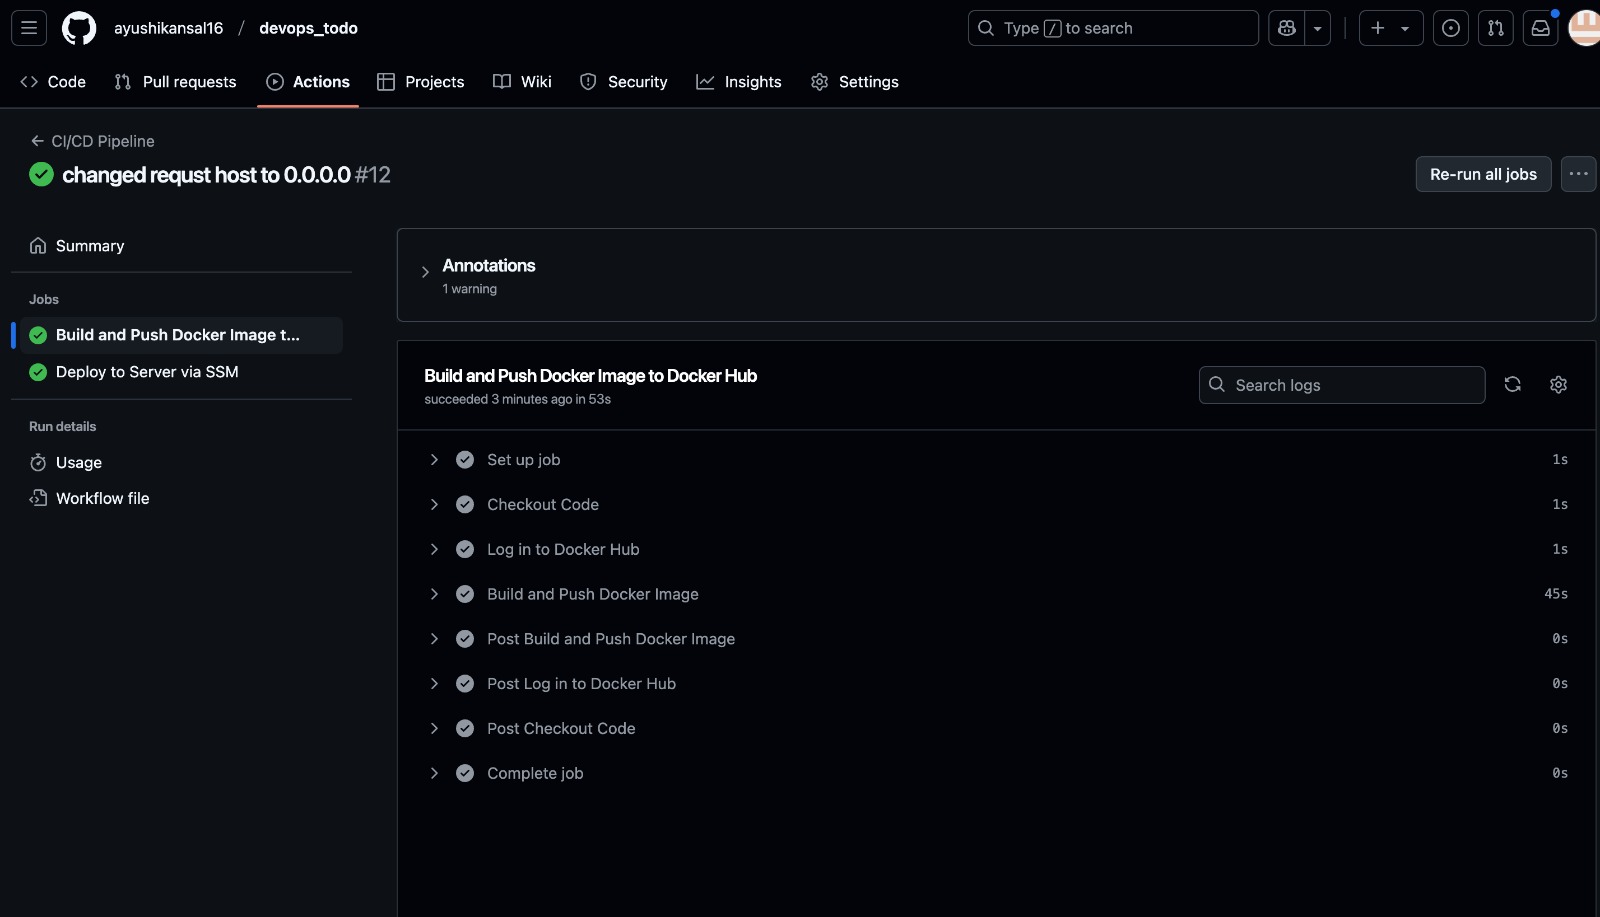 ayushikansal16 / devops_todo
Type / to search
Code Pull requests Actions Projects Wiki Security Insights Settings
CI/CD Pipeline
changed requst host to 0.0.0.0 #12
Re-run all jobs
Summary
Jobs
Build and Push Docker Image t...
Deploy to Server via SSM
Run details
Usage
Workflow file
Annotations
1 warning
Build and Push Docker Image to Docker Hub
succeeded 3 minutes ago in 53s
Search logs
Set up job 1s
Checkout Code 1s
Log in to Docker Hub 1s
Build and Push Docker Image 45s
Post Build and Push Docker Image 0s
Post Log in to Docker Hub 0s
Post Checkout Code 0s
Complete job 0s